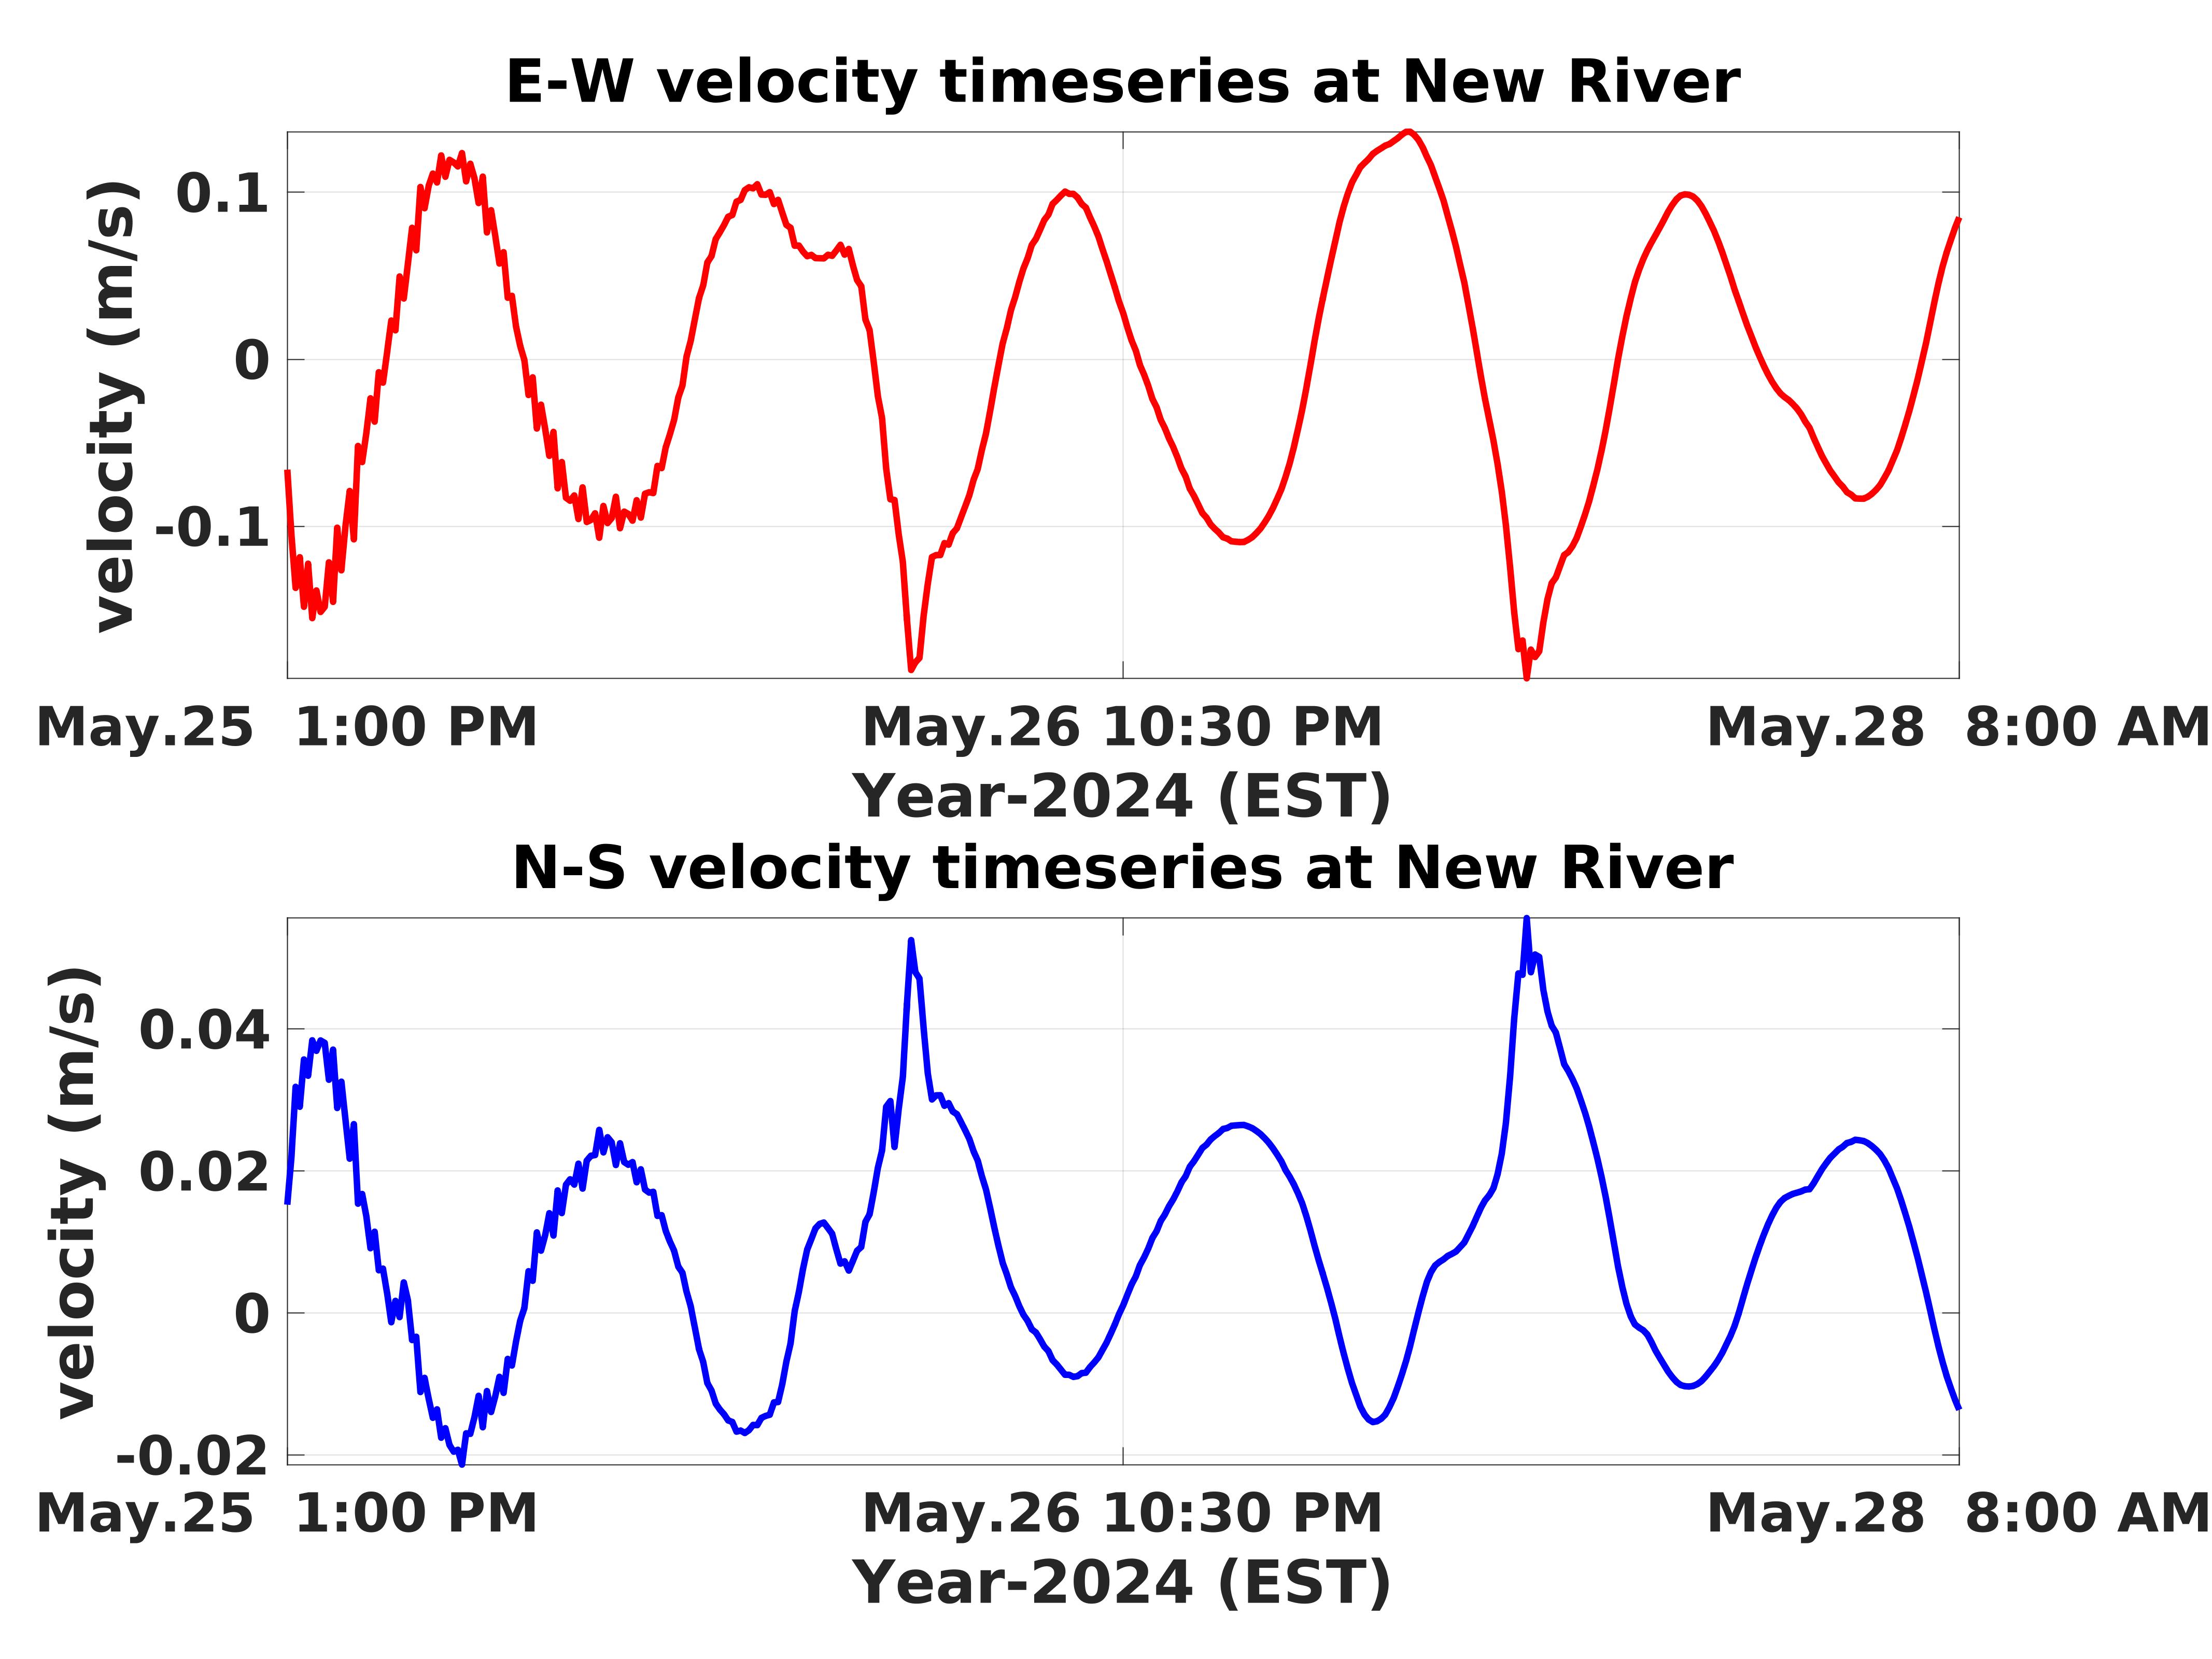 E-W velocity timeseries at New River
velocity (m/s)
0.1
0
-0.1
May.25  1:00 PM
May.26 10:30 PM
May.28  8:00 AM
Year-2024 (EST)
N-S velocity timeseries at New River
velocity (m/s)
0.04
0.02
0
-0.02
May.25  1:00 PM
May.26 10:30 PM
May.28  8:00 AM
Year-2024 (EST)